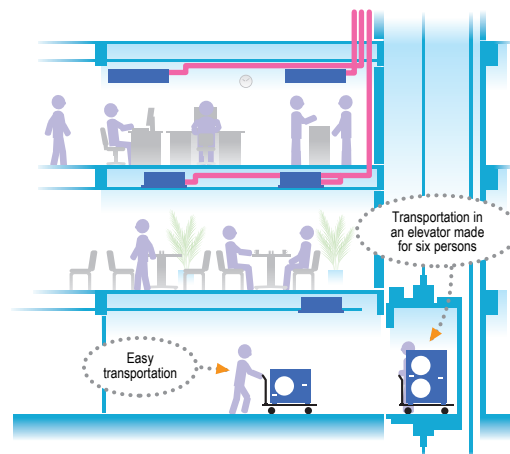 Transportation in
an elevator made
for six persons
Easy
transportation